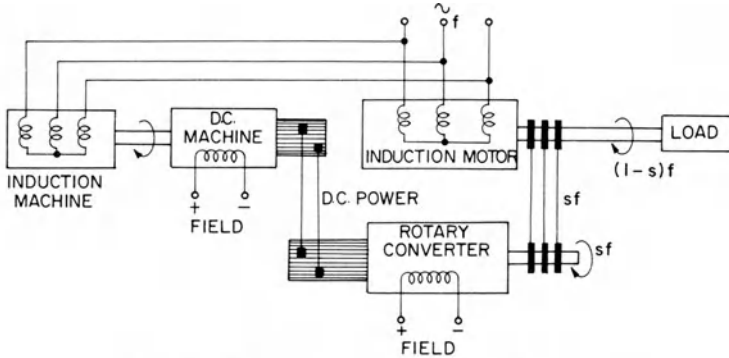 ∿
f
D.C.
MACHINE
INDUCTION
MACHINE
+ −
FIELD
INDUCTION MOTOR
LOAD
(1-s)f
sf
D.C. POWER
ROTARY
CONVERTER
sf
+ −
FIELD